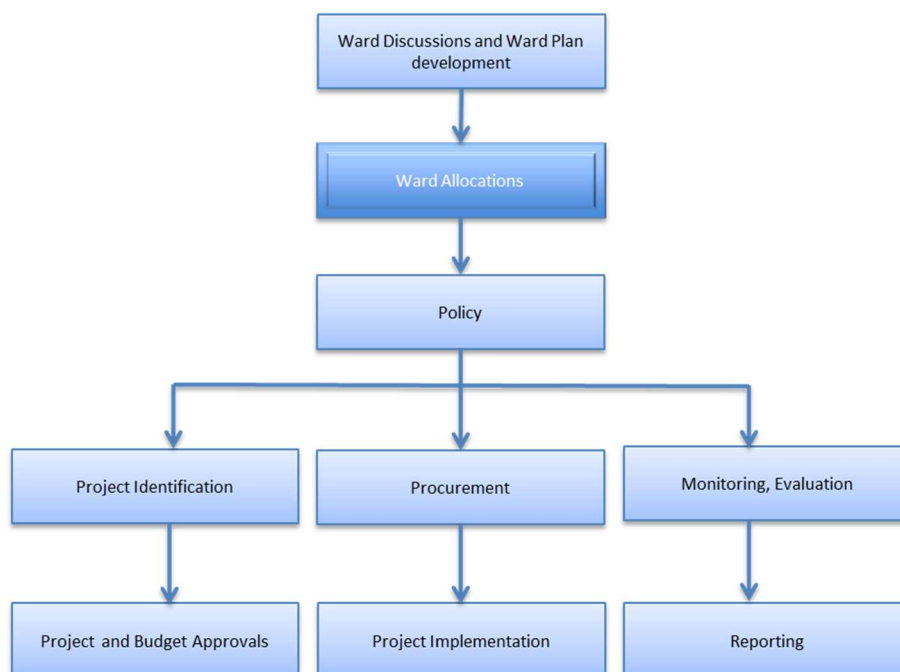 Ward Discussions and Ward Plan
development
Ward Allocations
Policy
Project Identification
Procurement
Monitoring, Evaluation
Project and Budget Approvals
Project Implementation
Reporting